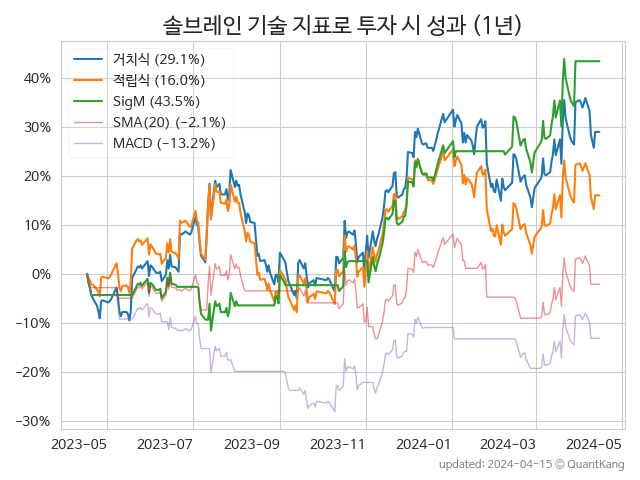 솔브레인 기술 지표로 투자 시 성과 (1년)
거치식 (29.1%)
적립식 (16.0%)
SigM (43.5%)
SMA(20) (−2.1%)
MACD (−13.2%)
40%
30%
20%
10%
0%
−10%
−20%
−30%
2023-05 2023-07 2023-09 2023-11 2024-01 2024-03 2024-05
updated: 2024-04-15 © QuantKang